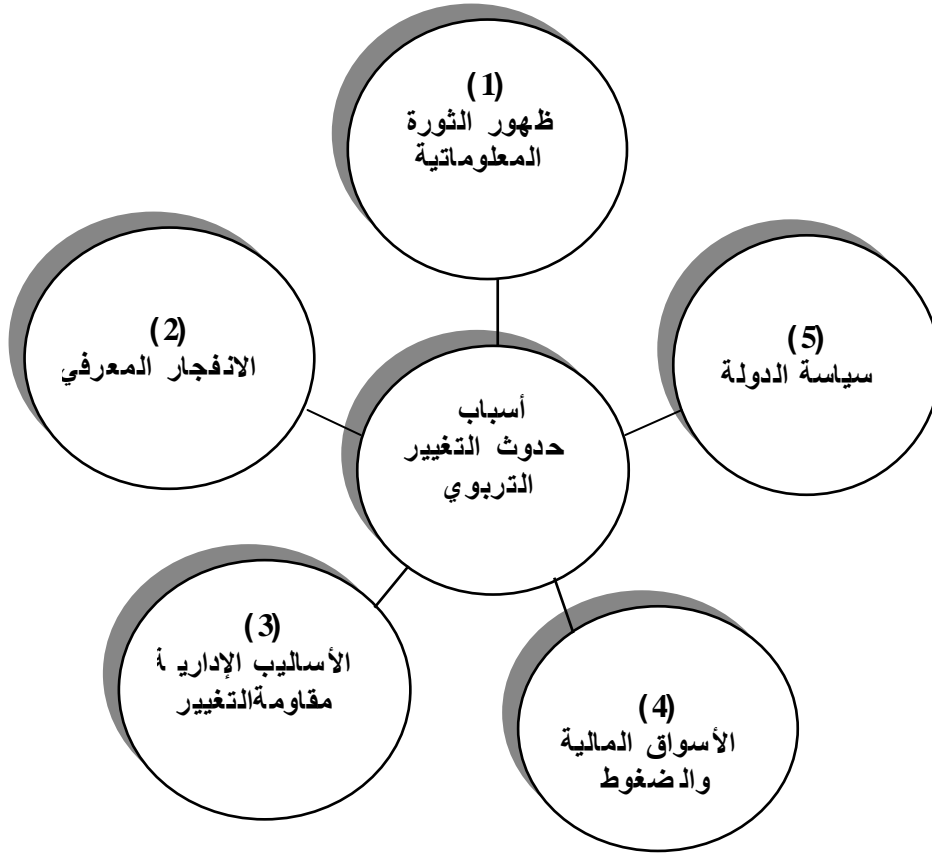 (1)
ظهور الثورة
المعلوماتية
(2)
الانفجار المعرفي
(5)
سياسة الدولة
أسباب
حدوث التغيير
التربوي
(3)
الأساليب الإدارية
مقاومةالتغيير
(4)
الأسواق المالية
والضغوط